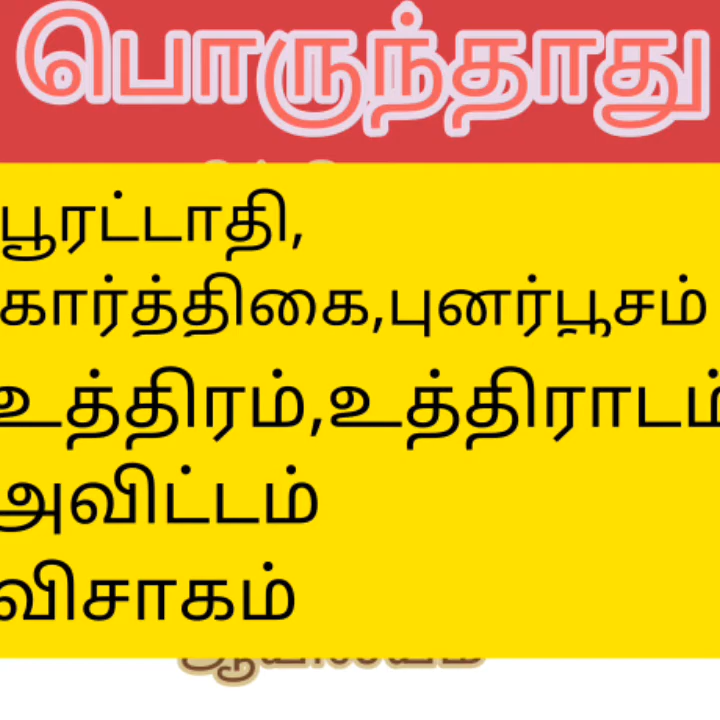 பொருந்தாது
பூரட்டாதி,
கார்த்திகை,புனர்பூசம்
உத்திரம்,உத்திராடம்
அவிட்டம்
விசாகம்